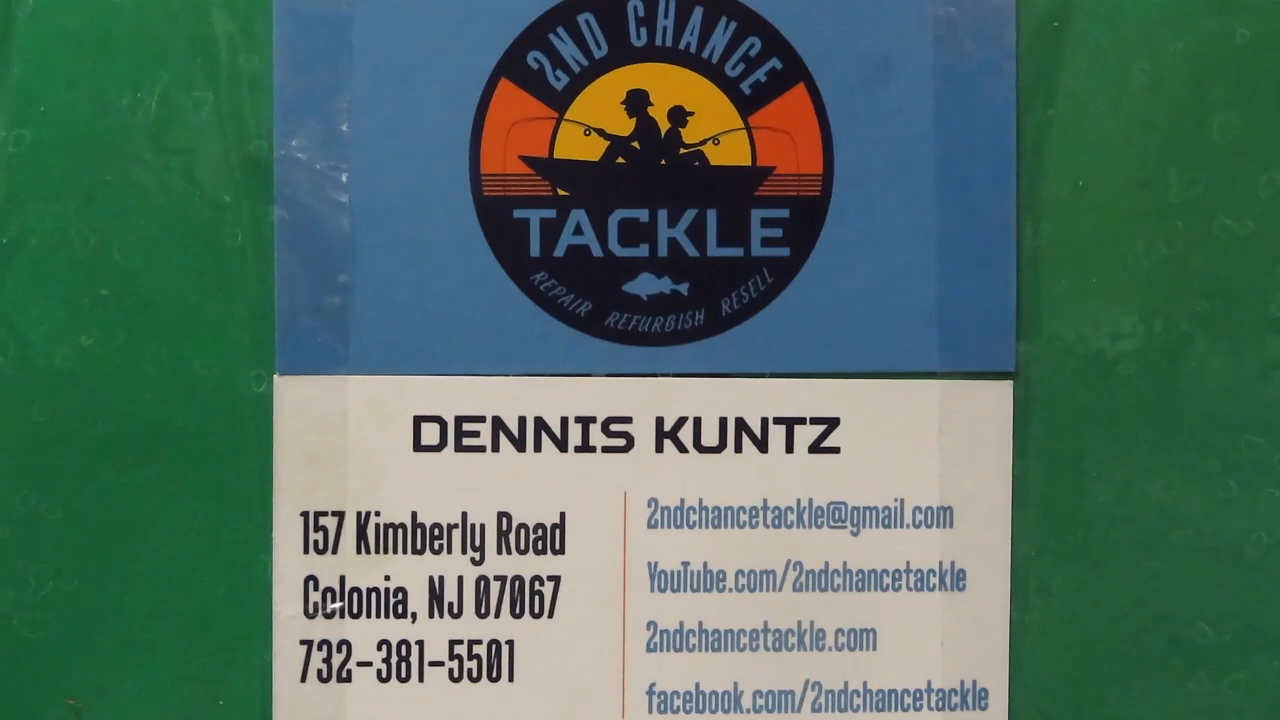 2ND CHANCE
TACKLE
REPAIR REFURBISH RESELL
DENNIS KUNTZ
157 Kimberly Road
Colonia, NJ 07067
732-381-5501
2ndchancetackle@gmail.com
YouTube.com/2ndchancetackle
2ndchancetackle.com
facebook.com/2ndchancetackle